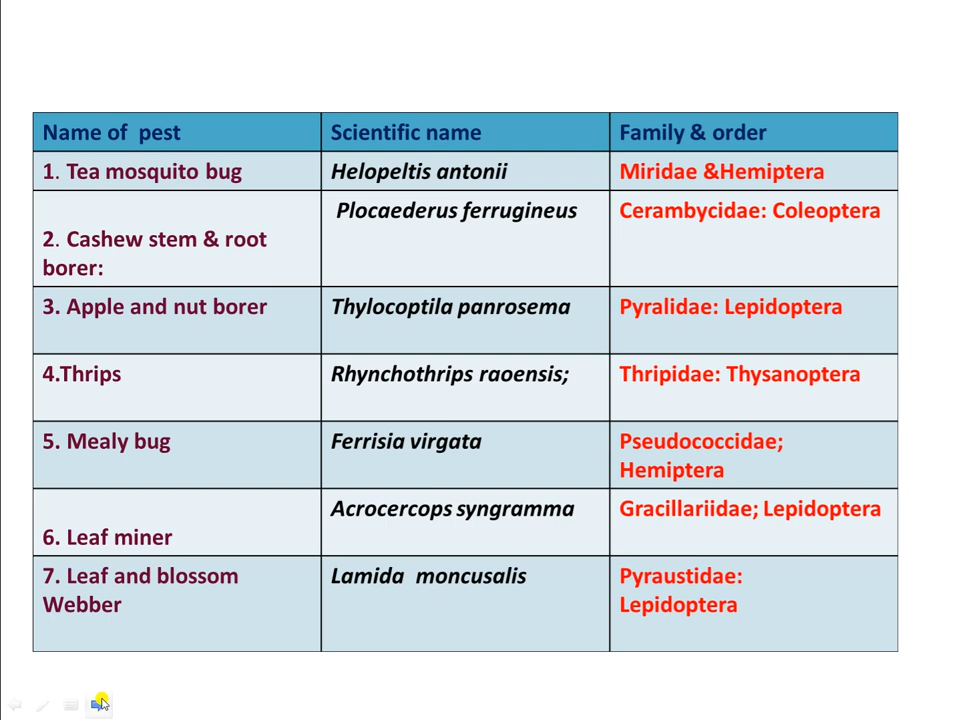 Name of  pest
Scientific name
Family & order
1. Tea mosquito bug
Helopeltis antonii
Miridae &Hemiptera
2. Cashew stem & root
borer:
Plocaederus ferrugineus
Cerambycidae: Coleoptera
3. Apple and nut borer
Thylocoptila panrosema
Pyralidae: Lepidoptera
4.Thrips
Rhynchothrips raoensis;
Thripidae: Thysanoptera
5. Mealy bug
Ferrisia virgata
Pseudococcidae;
Hemiptera
6. Leaf miner
Acrocercops syngramma
Gracillariidae; Lepidoptera
7. Leaf and blossom
Webber
Lamida  moncusalis
Pyraustidae:
Lepidoptera